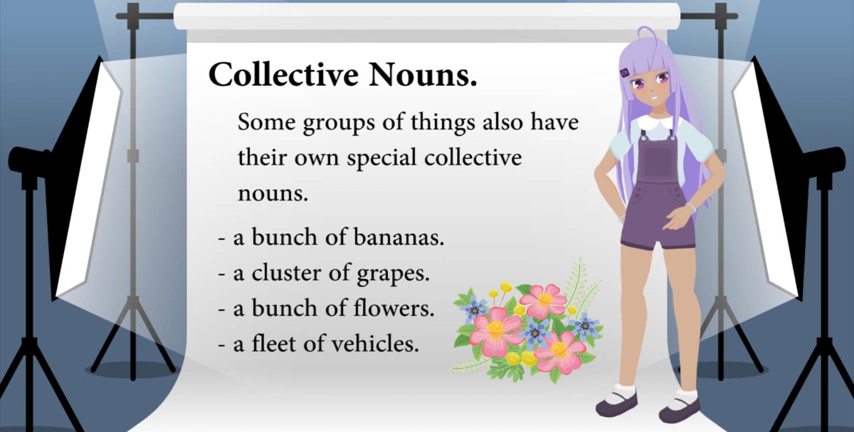 Collective Nouns.
Some groups of things also have
their own special collective
nouns.
- a bunch of bananas.
- a cluster of grapes.
- a bunch of flowers.
- a fleet of vehicles.